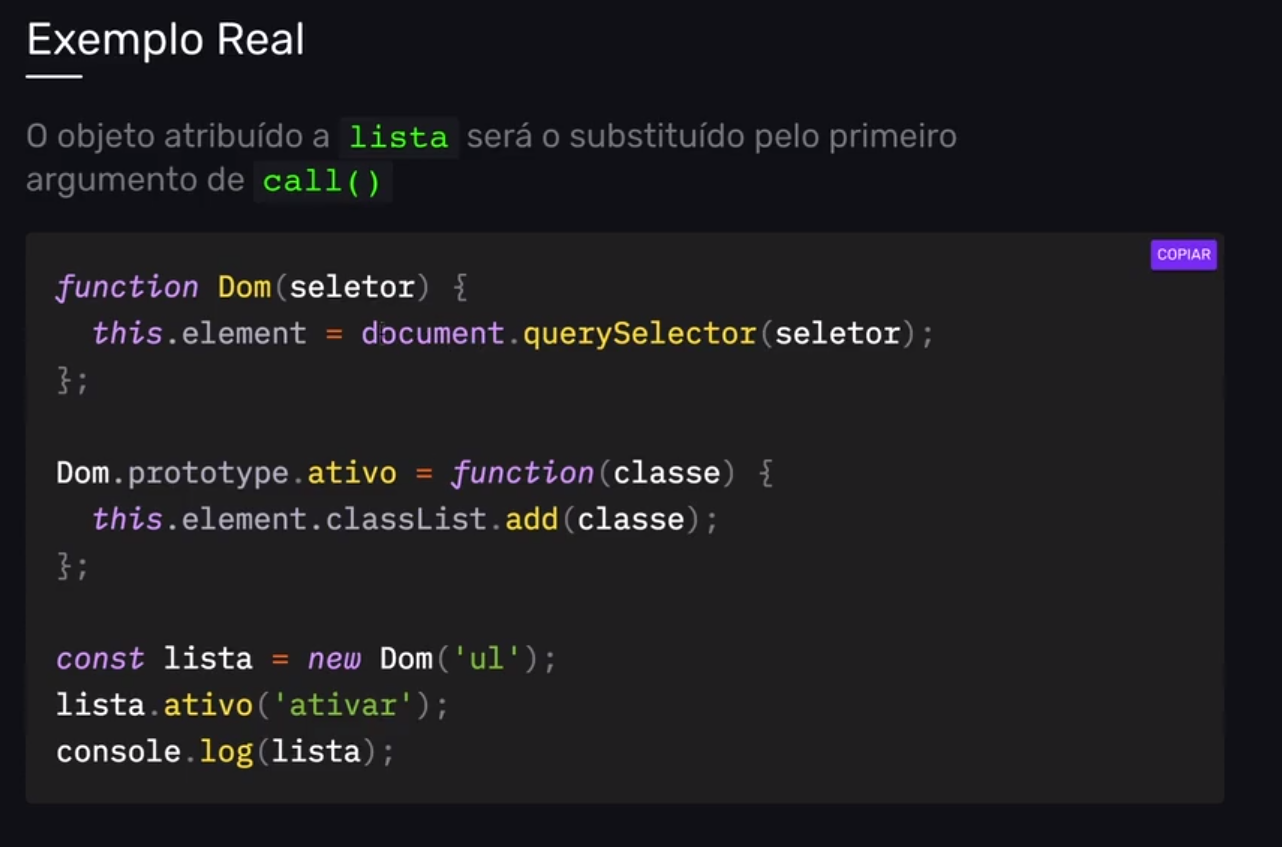 Exemplo Real
O objeto atribuído a lista será o substituído pelo primeiro
argumento de call()
COPIAR
function Dom(seletor) {
  this.element = document.querySelector(seletor);
};

Dom.prototype.ativo = function(classe) {
  this.element.classList.add(classe);
};

const lista = new Dom('ul');
lista.ativo('ativar');
console.log(lista);